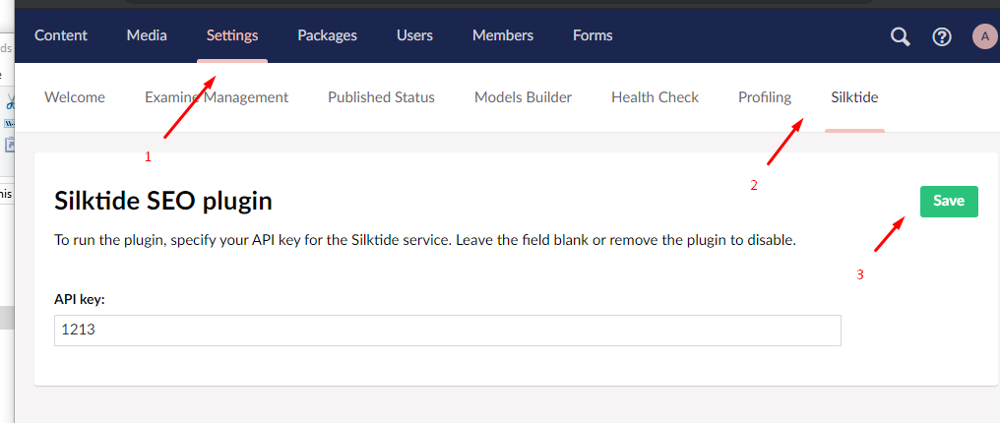 Content Media Settings Packages Users Members Forms A
ds
Welcome Examine Management Published Status Models Builder Health Check Profiling Silktide
1
2
his
Silktide SEO plugin
Save
To run the plugin, specify your API key for the Silktide service. Leave the field blank or remove the plugin to disable.
3
API key:
1213